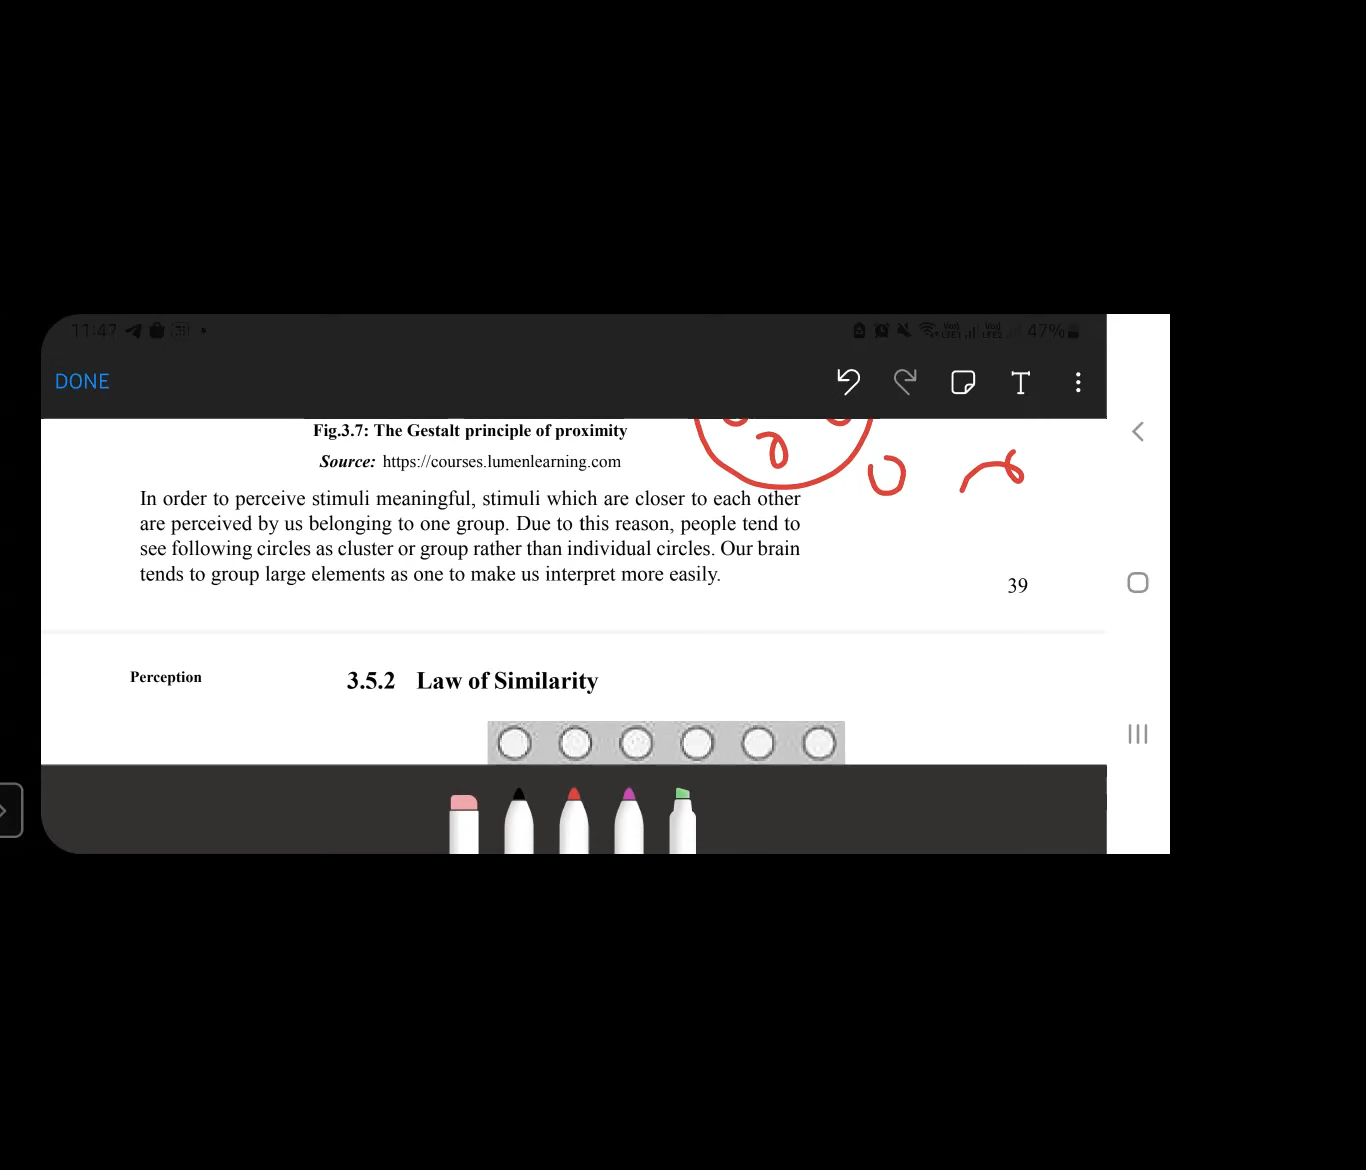 11:47
47%
DONE
T
Fig.3.7: The Gestalt principle of proximity
Source: https://courses.lumenlearning.com
In order to perceive stimuli meaningful, stimuli which are closer to each other
are perceived by us belonging to one group. Due to this reason, people tend to
see following circles as cluster or group rather than individual circles. Our brain
tends to group large elements as one to make us interpret more easily.
39
Perception
3.5.2 Law of Similarity